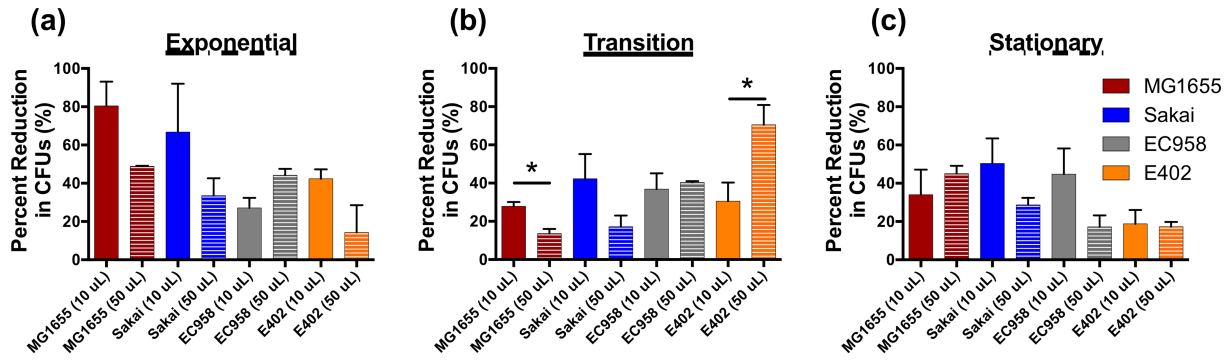 (a)
Exponential
Percent Reduction
in CFUs (%)
100
80
60
40
20
0
MG1655 (10 uL)
MG1655 (50 uL)
Sakai (10 uL)
Sakai (50 uL)
EC958 (10 uL)
EC958 (50 uL)
E402 (10 uL)
E402 (50 uL)
(b)
Transition
Percent Reduction
in CFUs (%)
100
80
60
40
20
0
*
*
MG1655 (10 uL)
MG1655 (50 uL)
Sakai (10 uL)
Sakai (50 uL)
EC958 (10 uL)
EC958 (50 uL)
E402 (10 uL)
E402 (50 uL)
(c)
Stationary
Percent Reduction
in CFUs (%)
100
80
60
40
20
0
MG1655
Sakai
EC958
E402
MG1655 (10 uL)
MG1655 (50 uL)
Sakai (10 uL)
Sakai (50 uL)
EC958 (10 uL)
EC958 (50 uL)
E402 (10 uL)
E402 (50 uL)